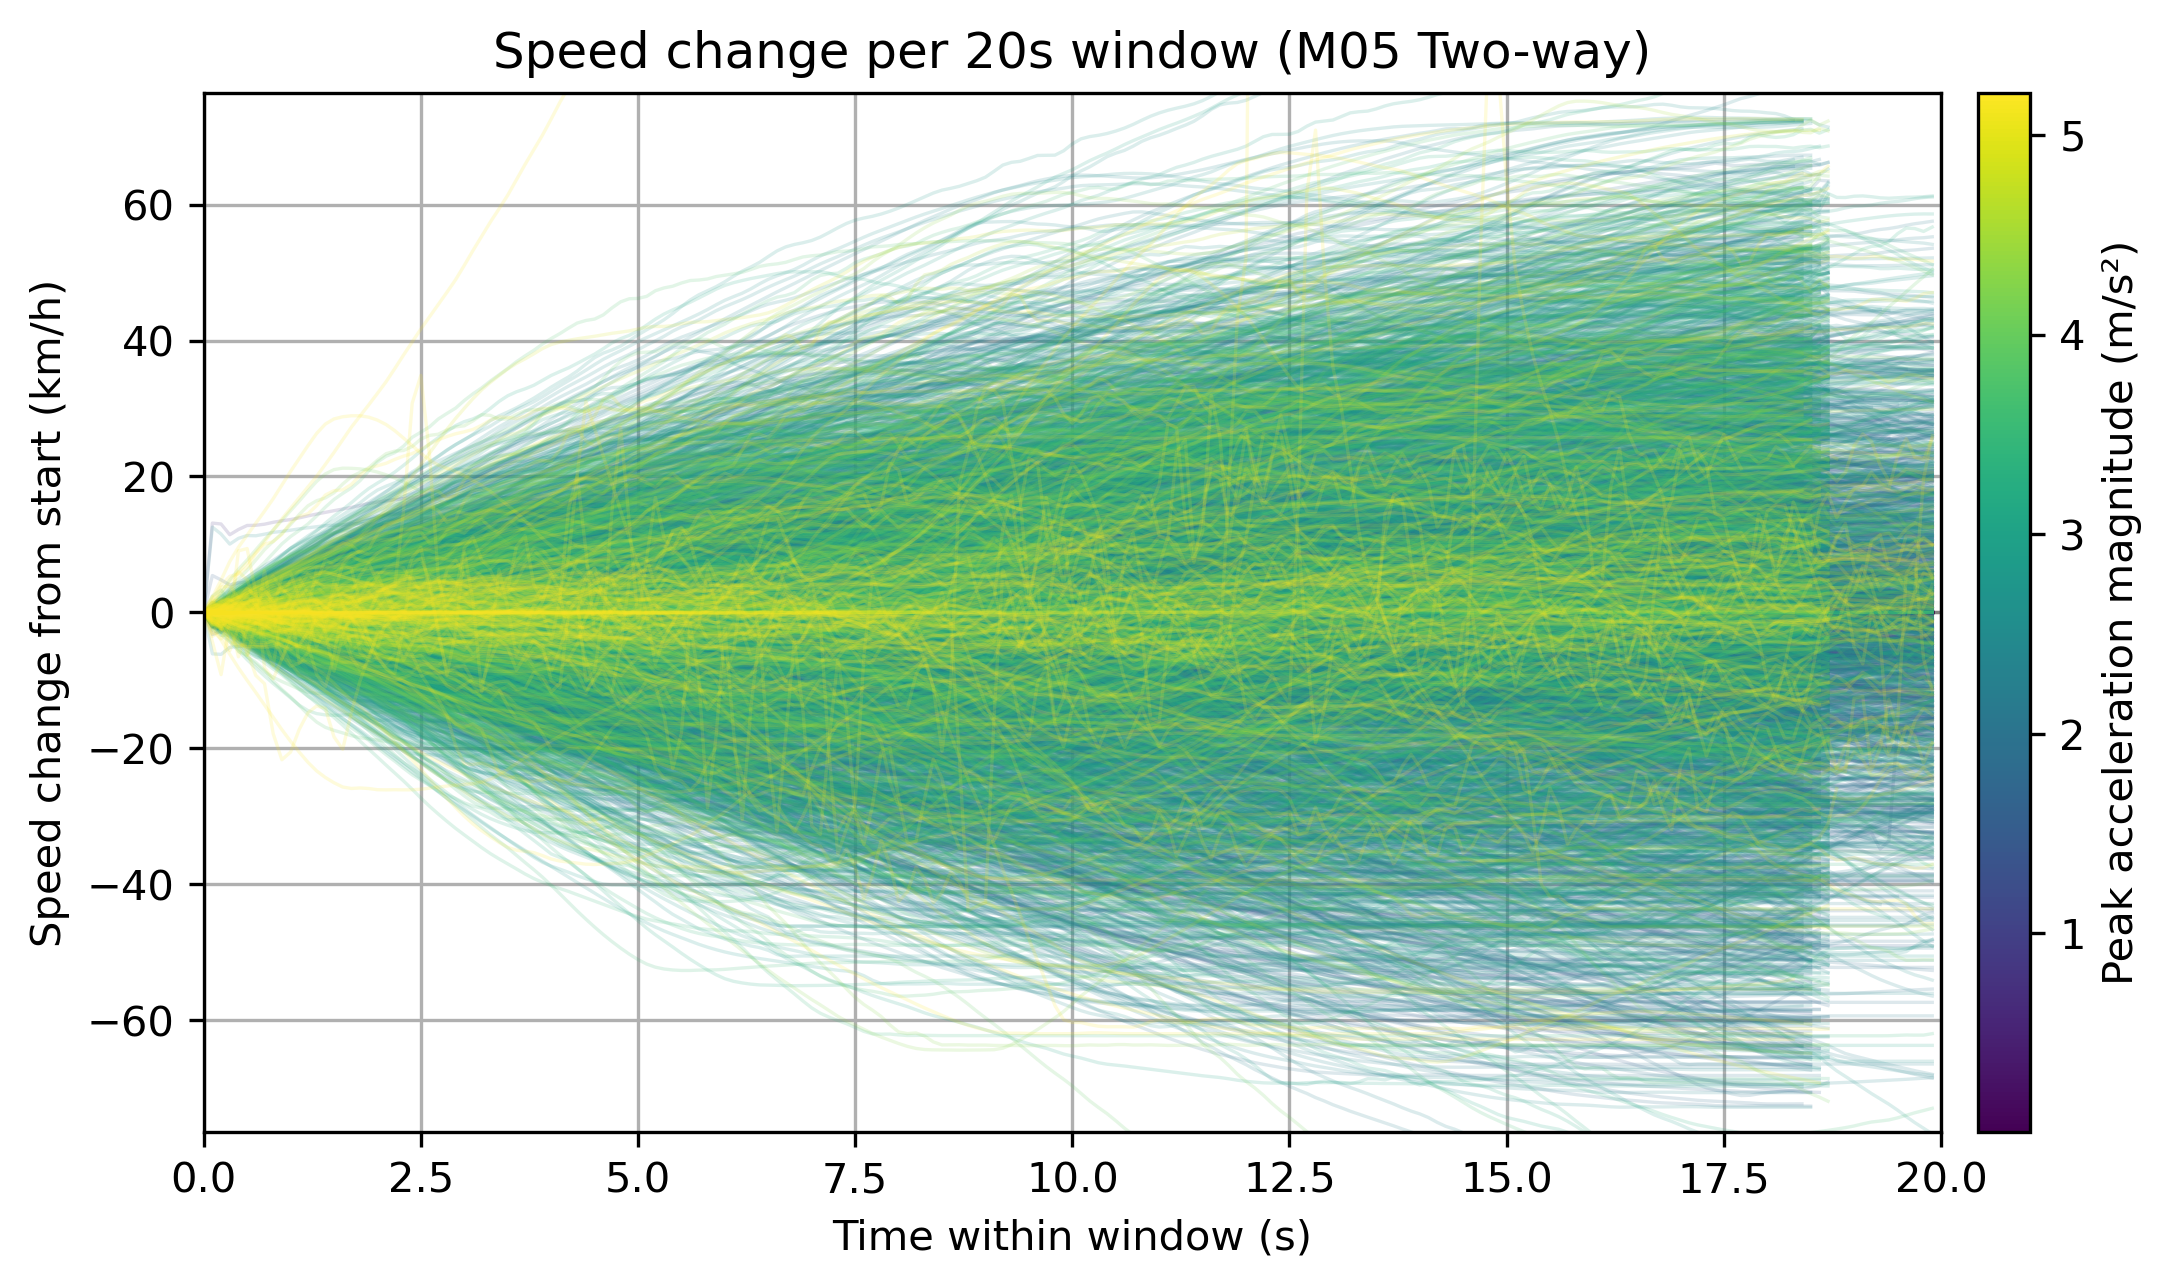 Speed change per 20s window (M05 Two-way)
Speed change from start (km/h)
60
40
20
0
−20
−40
−60
0.0 2.5 5.0 7.5 10.0 12.5 15.0 17.5 20.0
Time within window (s)
5
4
3
2
1
Peak acceleration magnitude (m/s²)